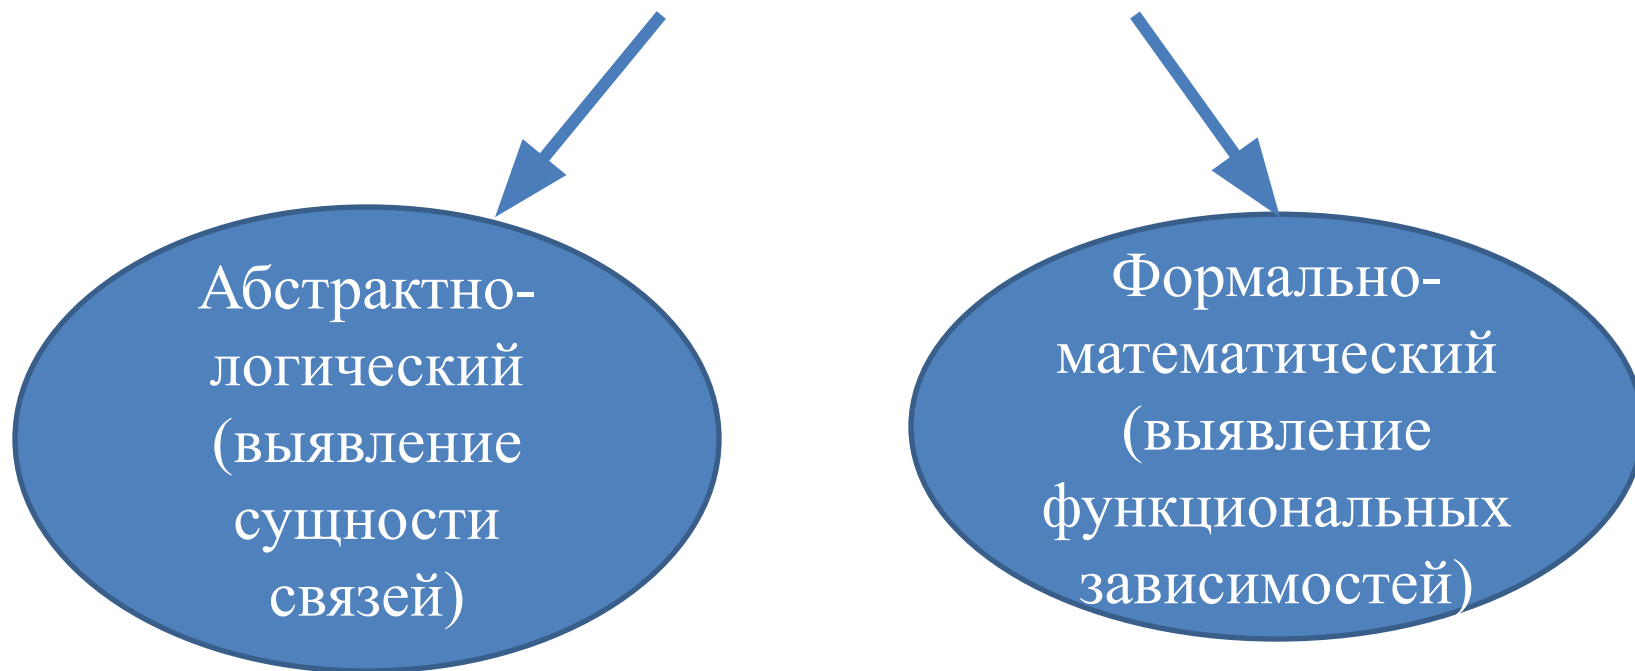 Абстрактно-
логический
(выявление
сущности
связей)
Формально-
математический
(выявление
функциональных
зависимостей)